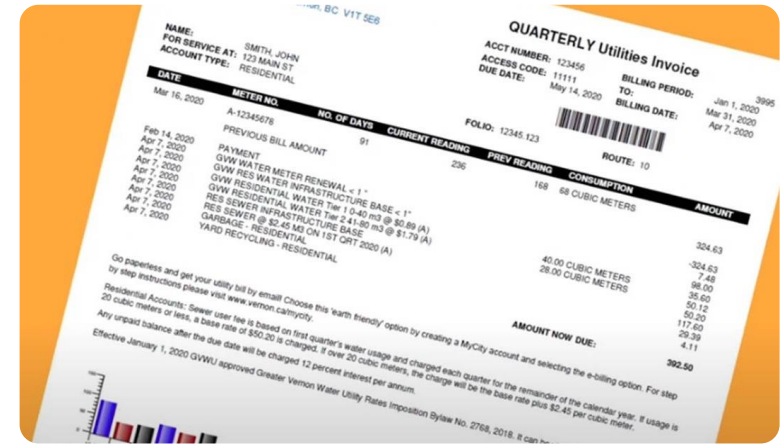 on, BC V1T 5E6
QUARTERLY Utilities Invoice
NAME: SMITH, JOHN
FOR SERVICE AT: 123 MAIN ST
ACCOUNT TYPE: RESIDENTIAL
ACCT NUMBER: 123456
ACCESS CODE: 11111
DUE DATE: May 14, 2020
3995
BILLING PERIOD: Jan 1, 2020
TO: Mar 31, 2020
BILLING DATE: Apr 7, 2020
FOLIO: 12345.123
ROUTE: 10
DATE METER NO. NO. OF DAYS CURRENT READING PREV READING CONSUMPTION AMOUNT
Mar 16, 2020 A-12345678 91 236 168 68 CUBIC METERS
PREVIOUS BILL AMOUNT 324.63
Feb 14, 2020 PAYMENT -324.63
Apr 7, 2020 GVW WATER METER RENEWAL < 1 " 7.48
Apr 7, 2020 GVW RES WATER INFRASTRUCTURE BASE < 1" 98.00
Apr 7, 2020 GVW RESIDENTIAL WATER Tier 1 0-40 m3 @ $0.89 (A) 40.00 CUBIC METERS 35.60
Apr 7, 2020 GVW RESIDENTIAL WATER Tier 2 41-80 m3 @ $1.79 (A) 28.00 CUBIC METERS 50.12
Apr 7, 2020 RES SEWER INFRASTRUCTURE BASE 50.20
Apr 7, 2020 RES SEWER @ $2.45 M3 ON 1ST QRT 2020 (A) 117.60
Apr 7, 2020 GARBAGE - RESIDENTIAL 29.39
Apr 7, 2020 YARD RECYCLING - RESIDENTIAL 4.11
AMOUNT NOW DUE: 392.50
Go paperless and get your utility bill by email! Choose this 'earth friendly' option by creating a MyCity account and selecting the e-billing option. For step
by step instructions please visit www.vernon.ca/mycity.
Residential Accounts: Sewer user fee is based on first quarter's water usage and charged each quarter for the remainder of the calendar year. If usage is
20 cubic meters or less, a base rate of $50.20 is charged. If over 20 cubic meters, the charge will be the base rate plus $2.45 per cubic meter.
Any unpaid balance after the due date will be charged 12 percent interest per annum.
Effective January 1, 2020 GVWU approved Greater Vernon Water Utility Rates Imposition Bylaw No. 2768, 2018. It can be
150
100
50
0